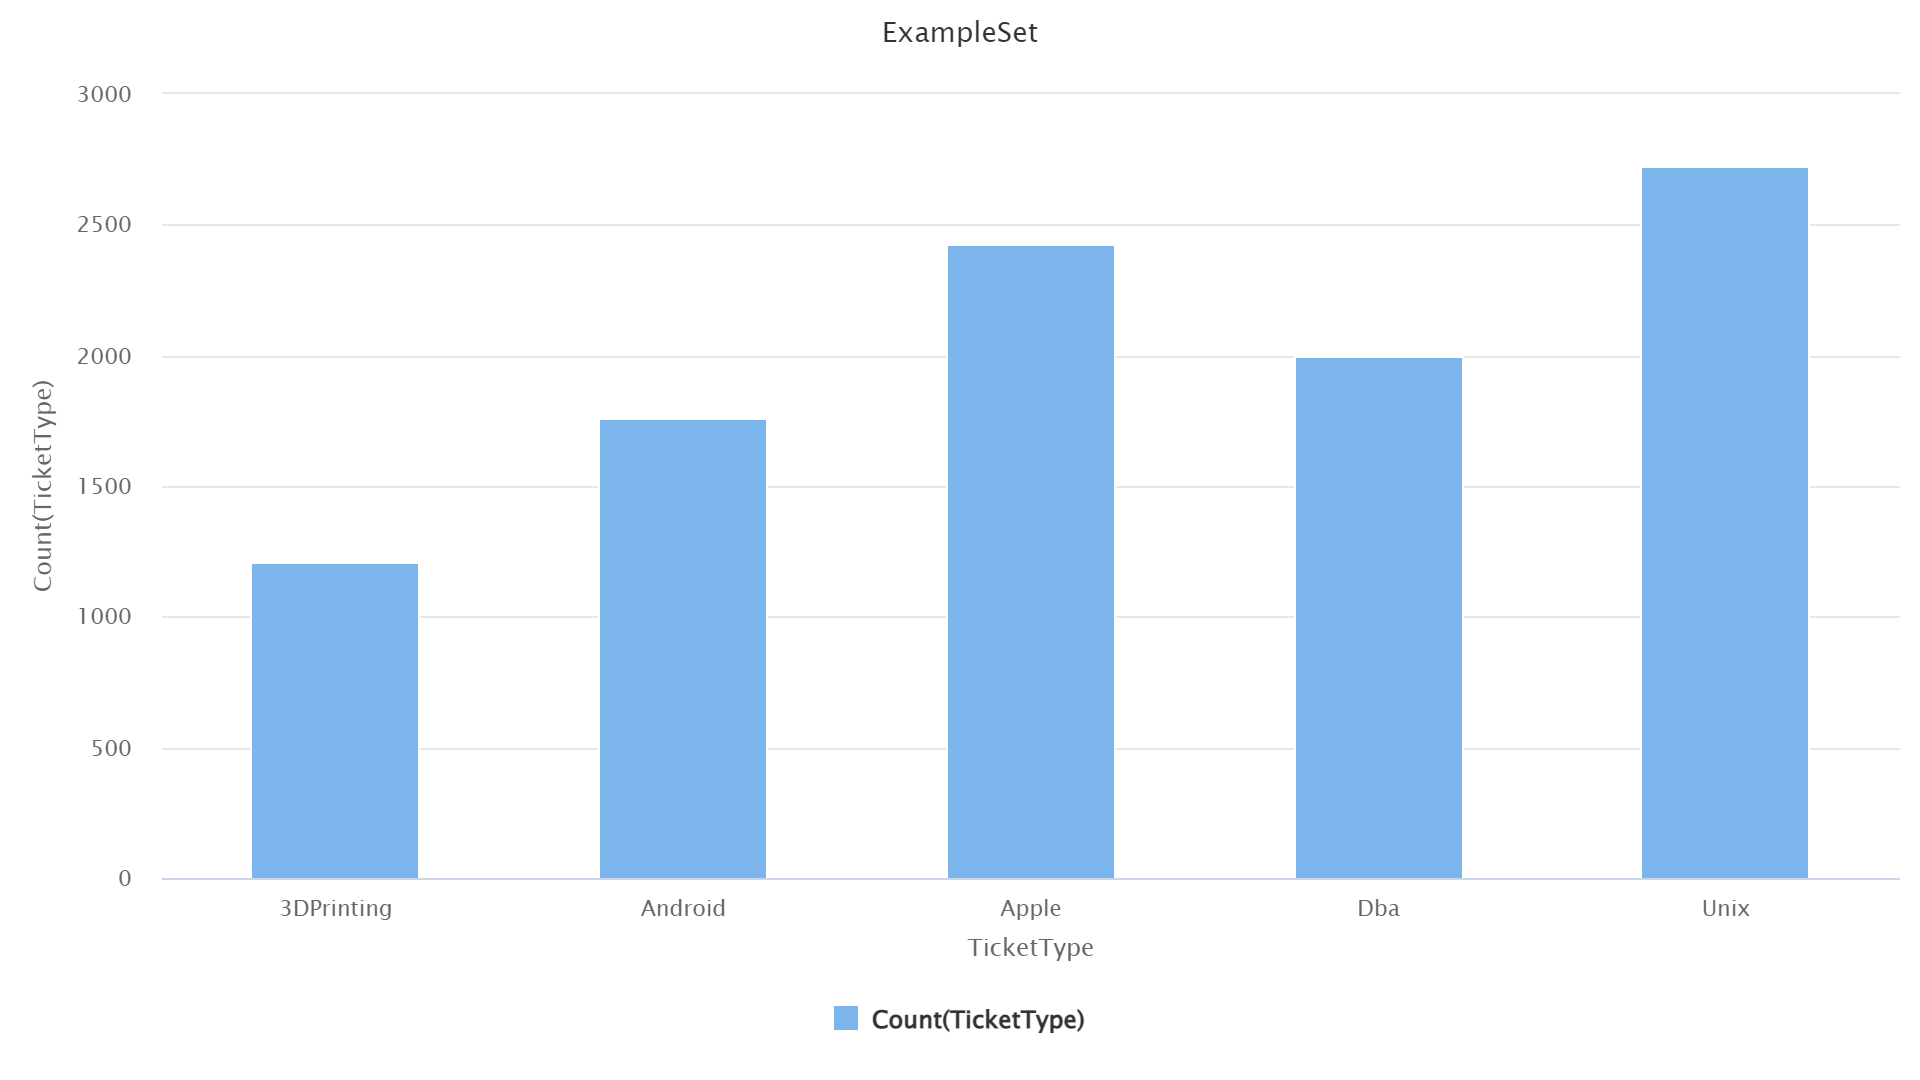 ExampleSet
3000
2500
2000
1500
1000
500
0
Count(TicketType)
3DPrinting Android Apple Dba Unix
TicketType
Count(TicketType)